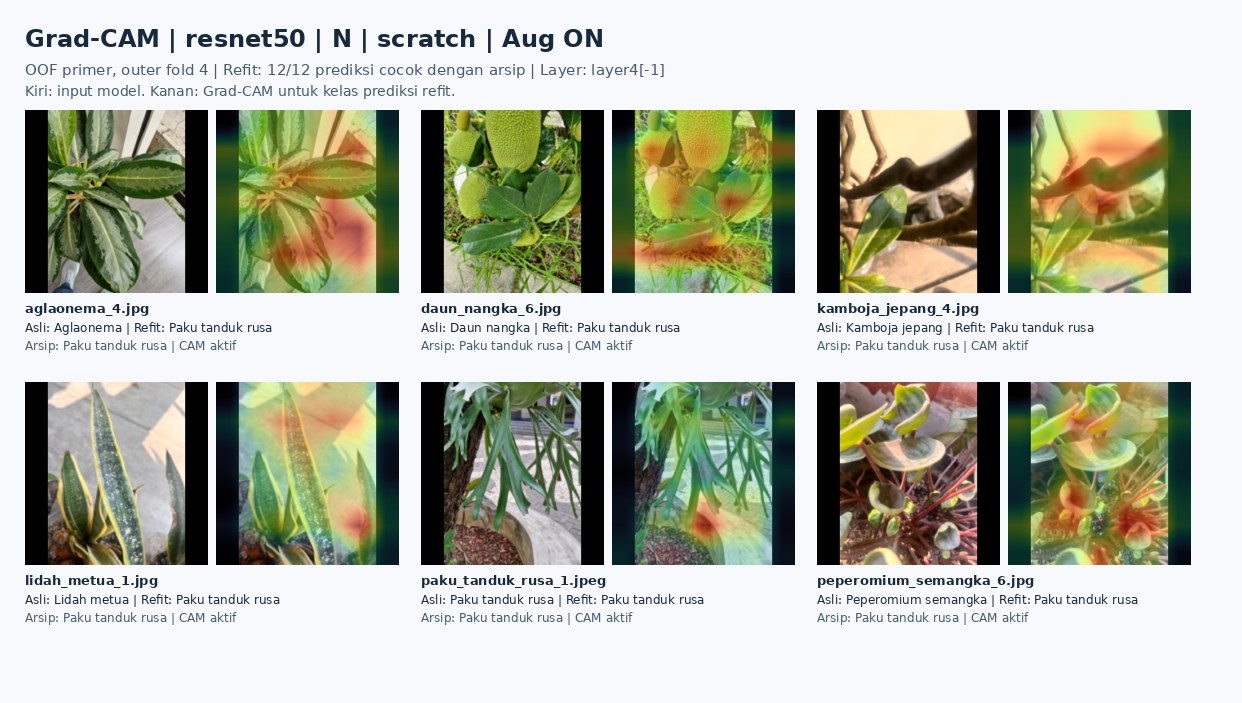 Grad-CAM | resnet50 | N | scratch | Aug ON
OOF primer, outer fold 4 | Refit: 12/12 prediksi cocok dengan arsip | Layer: layer4[-1]
Kiri: input model. Kanan: Grad-CAM untuk kelas prediksi refit.
aglaonema_4.jpg
Asli: Aglaonema | Refit: Paku tanduk rusa
Arsip: Paku tanduk rusa | CAM aktif
daun_nangka_6.jpg
Asli: Daun nangka | Refit: Paku tanduk rusa
Arsip: Paku tanduk rusa | CAM aktif
kamboja_jepang_4.jpg
Asli: Kamboja jepang | Refit: Paku tanduk rusa
Arsip: Paku tanduk rusa | CAM aktif
lidah_metua_1.jpg
Asli: Lidah metua | Refit: Paku tanduk rusa
Arsip: Paku tanduk rusa | CAM aktif
paku_tanduk_rusa_1.jpeg
Asli: Paku tanduk rusa | Refit: Paku tanduk rusa
Arsip: Paku tanduk rusa | CAM aktif
peperomium_semangka_6.jpg
Asli: Peperomium semangka | Refit: Paku tanduk rusa
Arsip: Paku tanduk rusa | CAM aktif